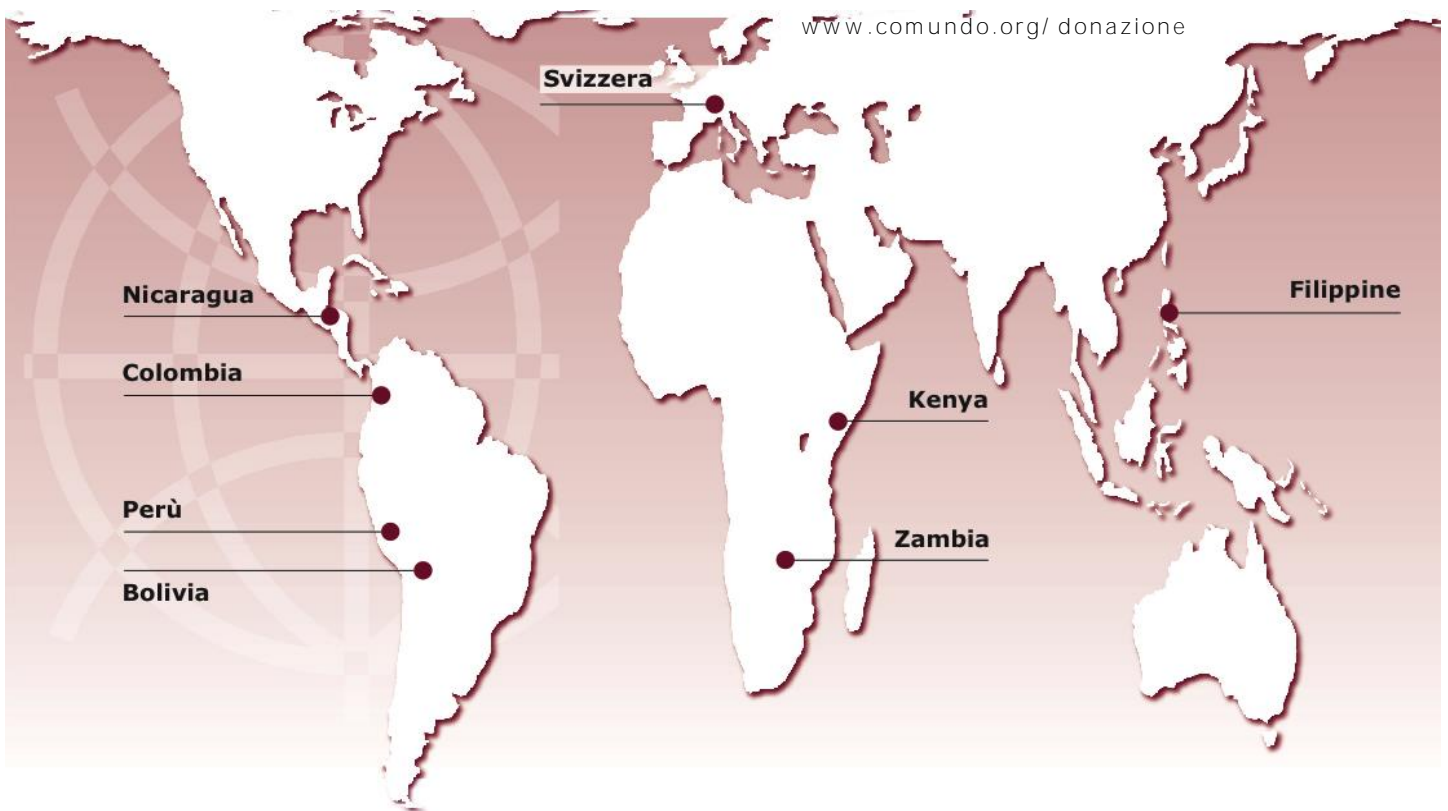 www.comundo.org/ donazione
Svizzera
Nicaragua
Filippine
Colombia
Kenya
Perù
Zambia
Bolivia